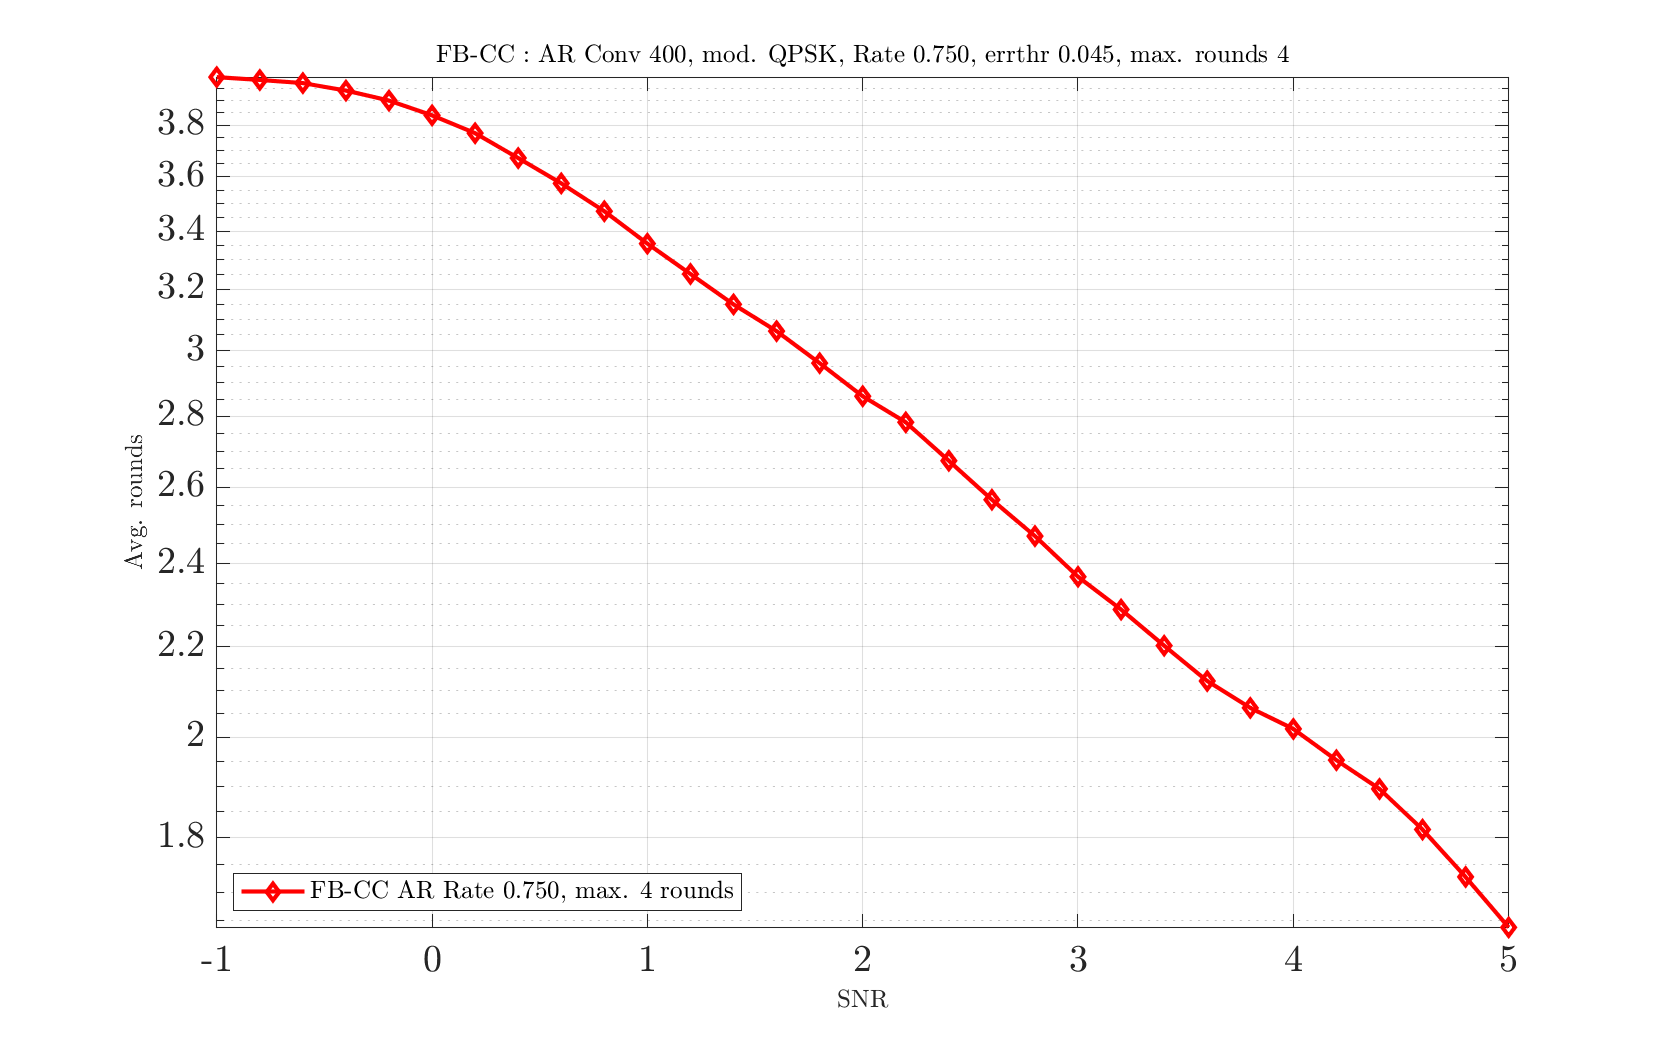 FB-CC : AR Conv 400, mod. QPSK, Rate 0.750, errthr 0.045, max. rounds 4
3.8
3.6
3.4
3.2
3
2.8
2.6
2.4
2.2
2
1.8
Avg. rounds
FB-CC AR Rate 0.750, max. 4 rounds
-1 0 1 2 3 4 5
SNR